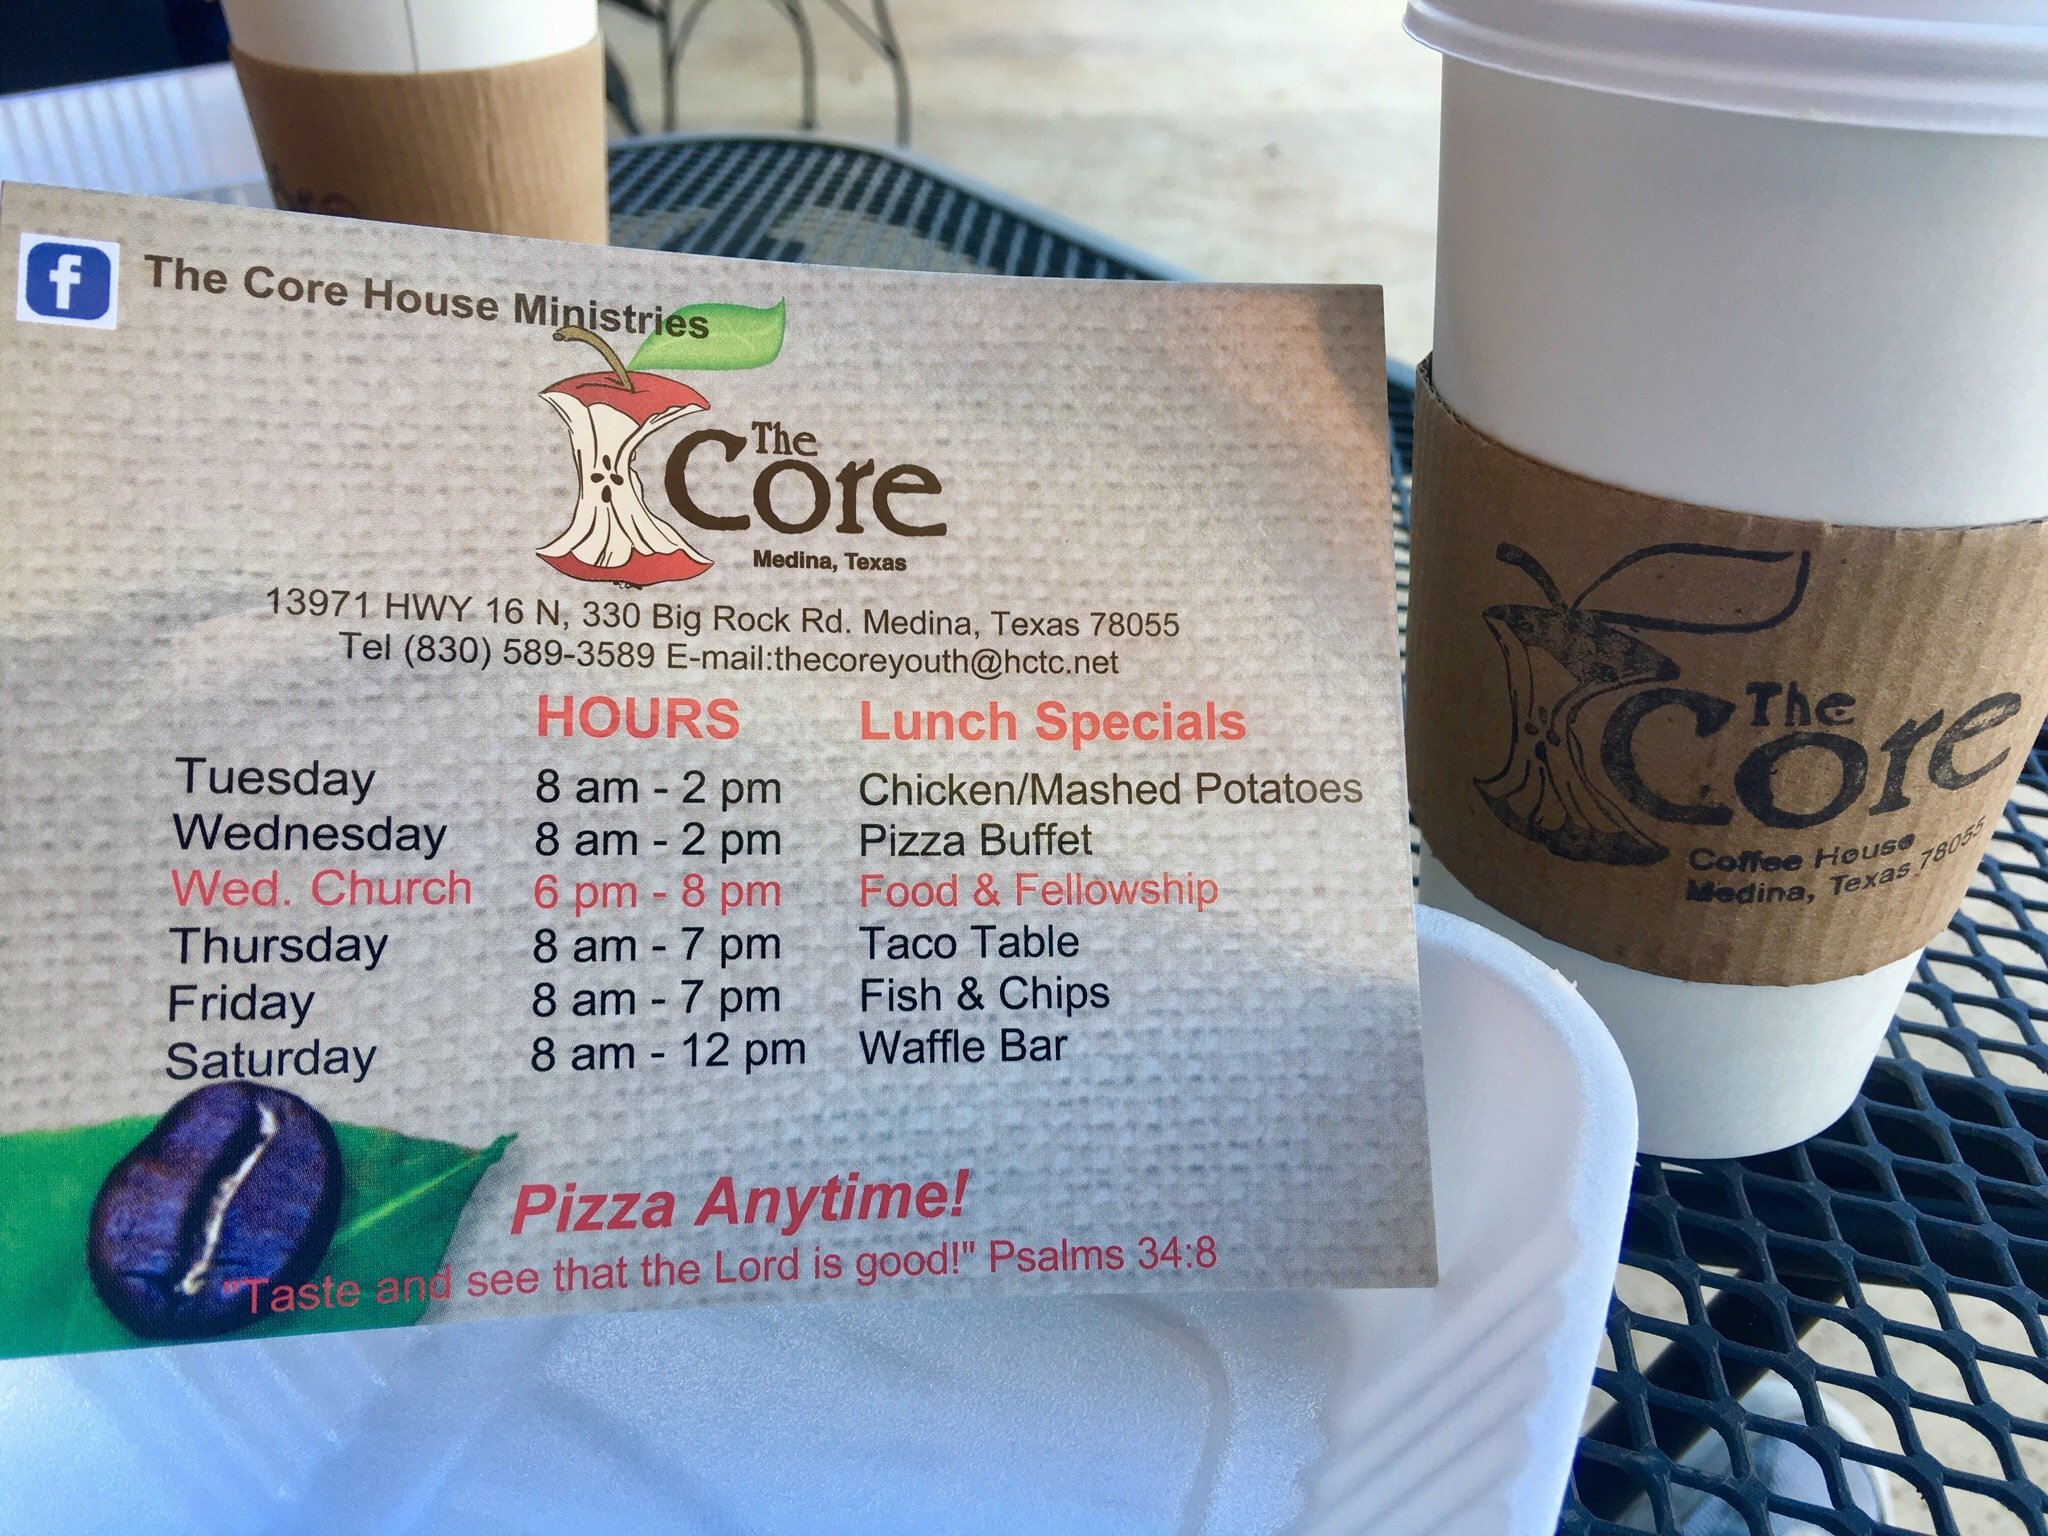 f The Core House Ministries
The
Core
Medina, Texas
13971 HWY 16 N, 330 Big Rock Rd. Medina, Texas 78055
Tel (830) 589-3589 E-mail:thecoreyouth@hctc.net
HOURS Lunch Specials
Tuesday 8 am - 2 pm Chicken/Mashed Potatoes
Wednesday 8 am - 2 pm Pizza Buffet
Wed. Church 6 pm - 8 pm Food & Fellowship
Thursday 8 am - 7 pm Taco Table
Friday 8 am - 7 pm Fish & Chips
Saturday 8 am - 12 pm Waffle Bar
Pizza Anytime!
"Taste and see that the Lord is good!" Psalms 34:8
The
Core
Coffee House
Medina, Texas 78055